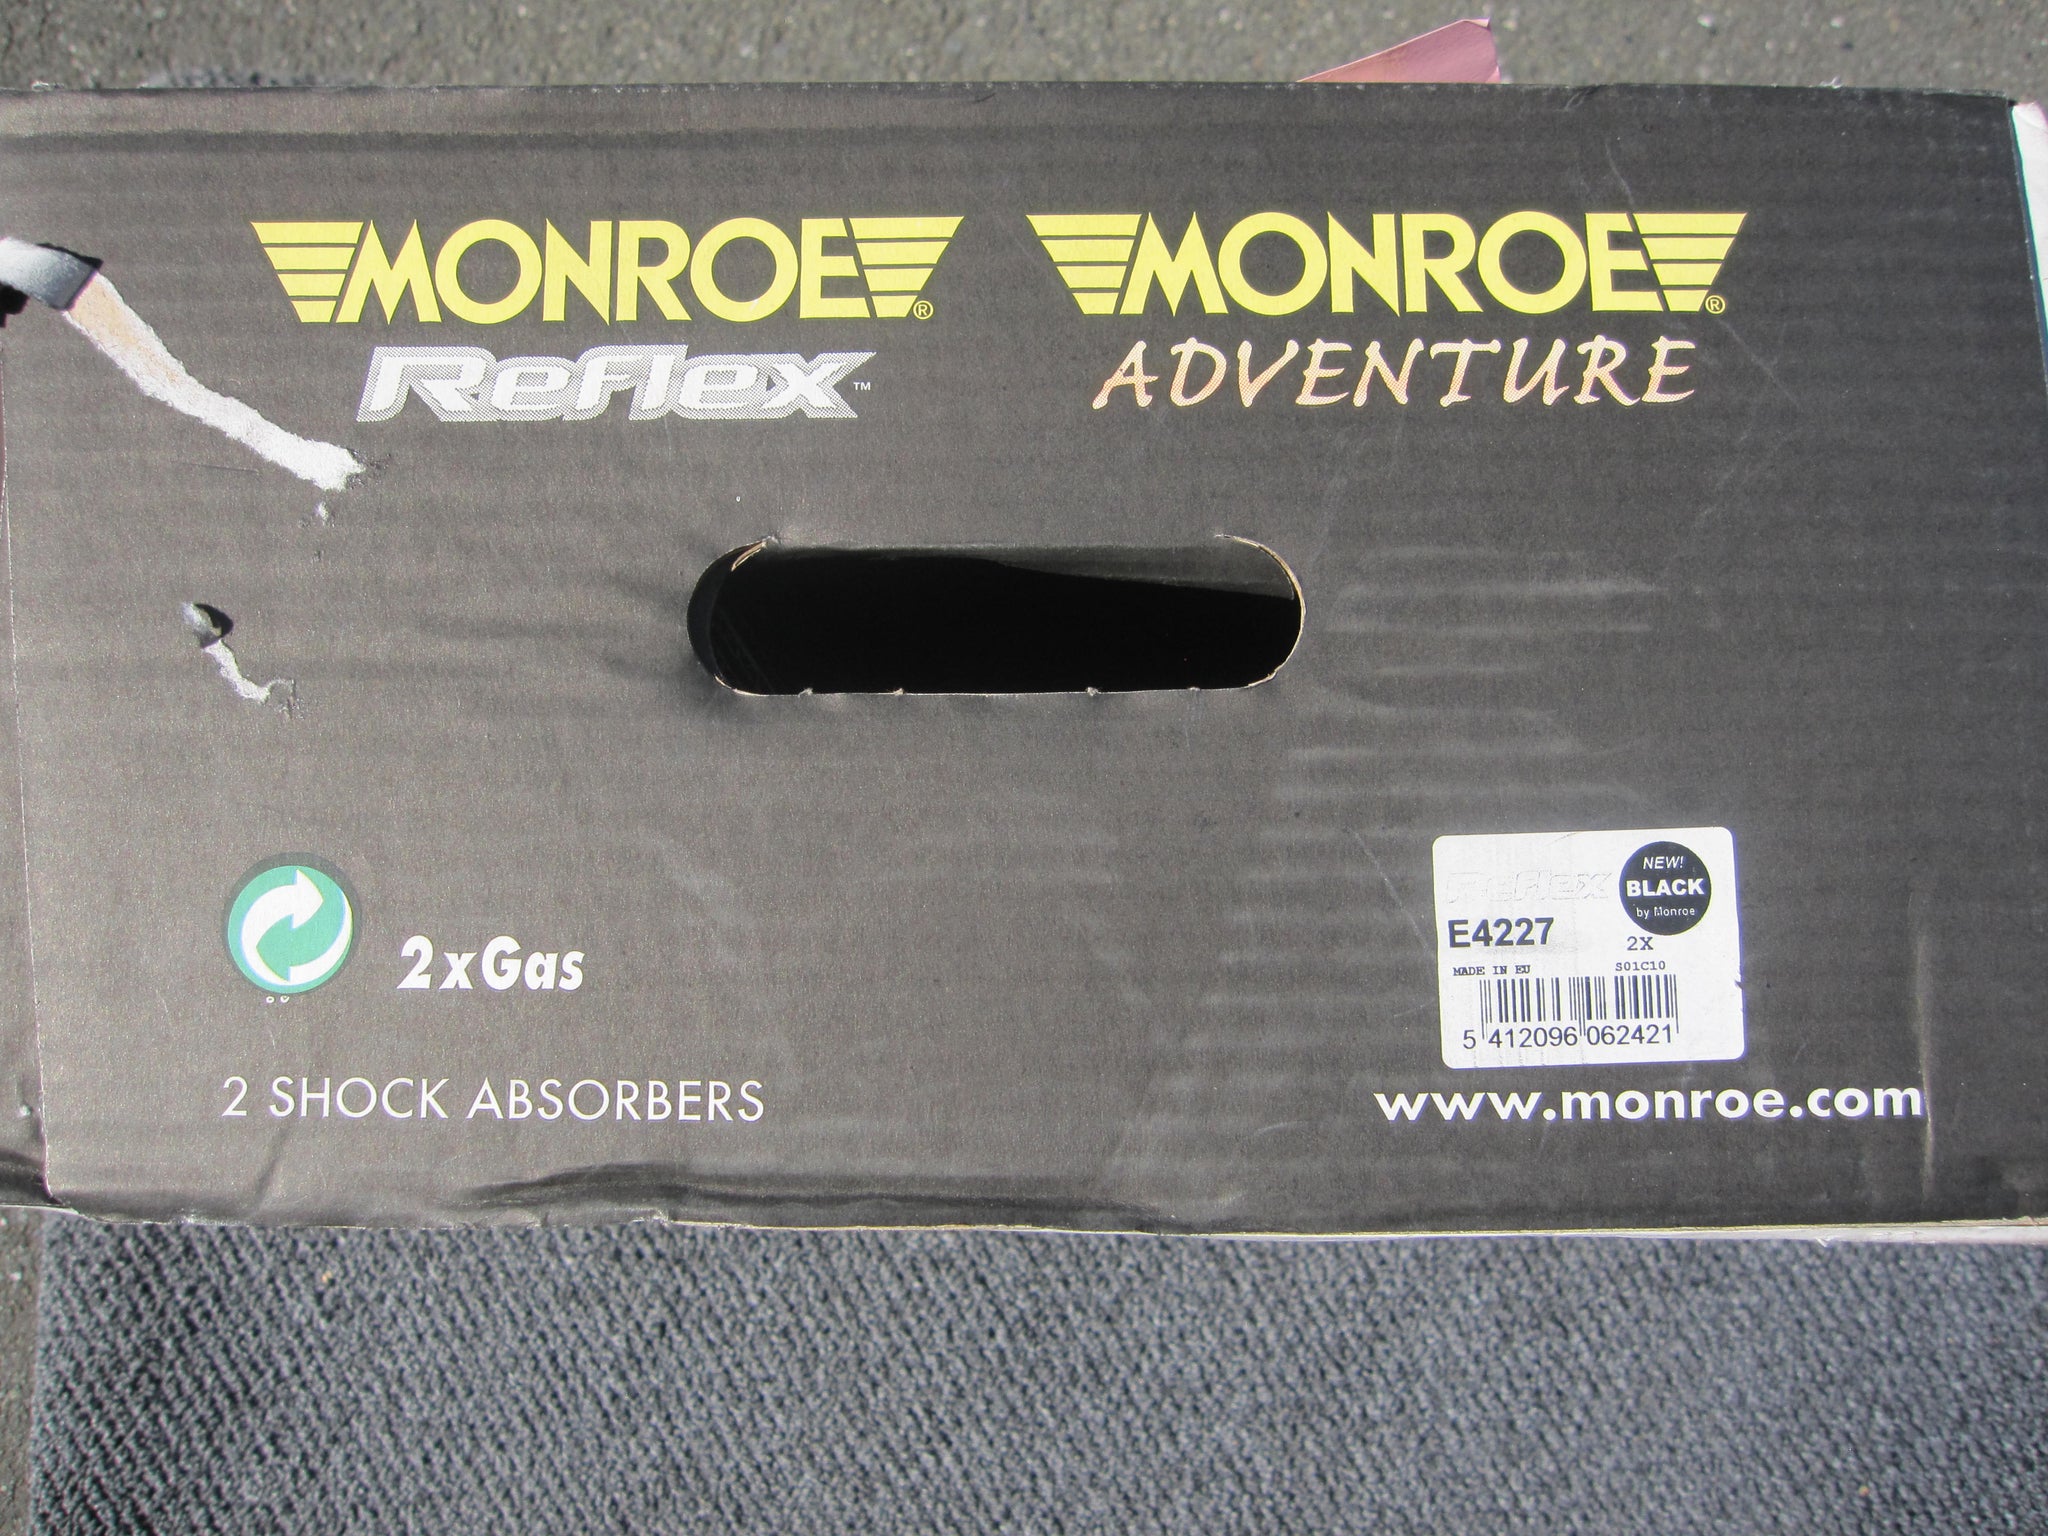 MONROE®
Reflex™
MONROE®
ADVENTURE
2xGas
2 SHOCK ABSORBERS
Reflex
NEW!
BLACK
by Monroe
E4227
2X
MADE IN EU
S01C10
5 412096 062421
www.monroe.com